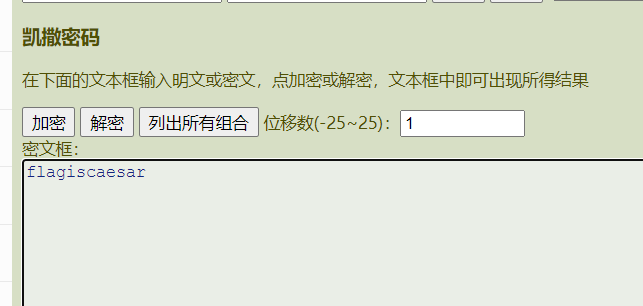 凯撒密码
在下面的文本框输入明文或密文，点加密或解密，文本框中即可出现所得结果
加密 解密 列出所有组合 位移数(-25~25)： 1
密文框：
flagiscaesar